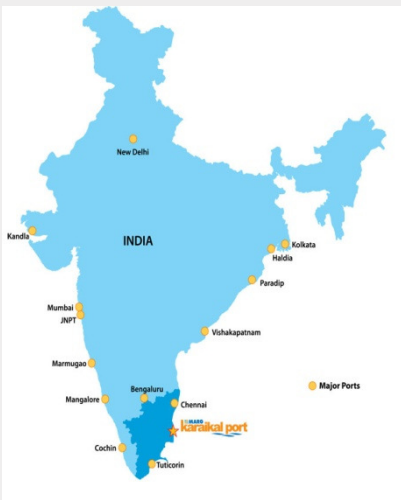 New Delhi
Kandla
INDIA
Kolkata
Haldia
Paradip
Mumbai
JNPT
Vishakapatnam
Marmugao
Major Ports
Bengaluru
Mangalore
Chennai
MARG
karaikal port
Cochin
Tuticorin